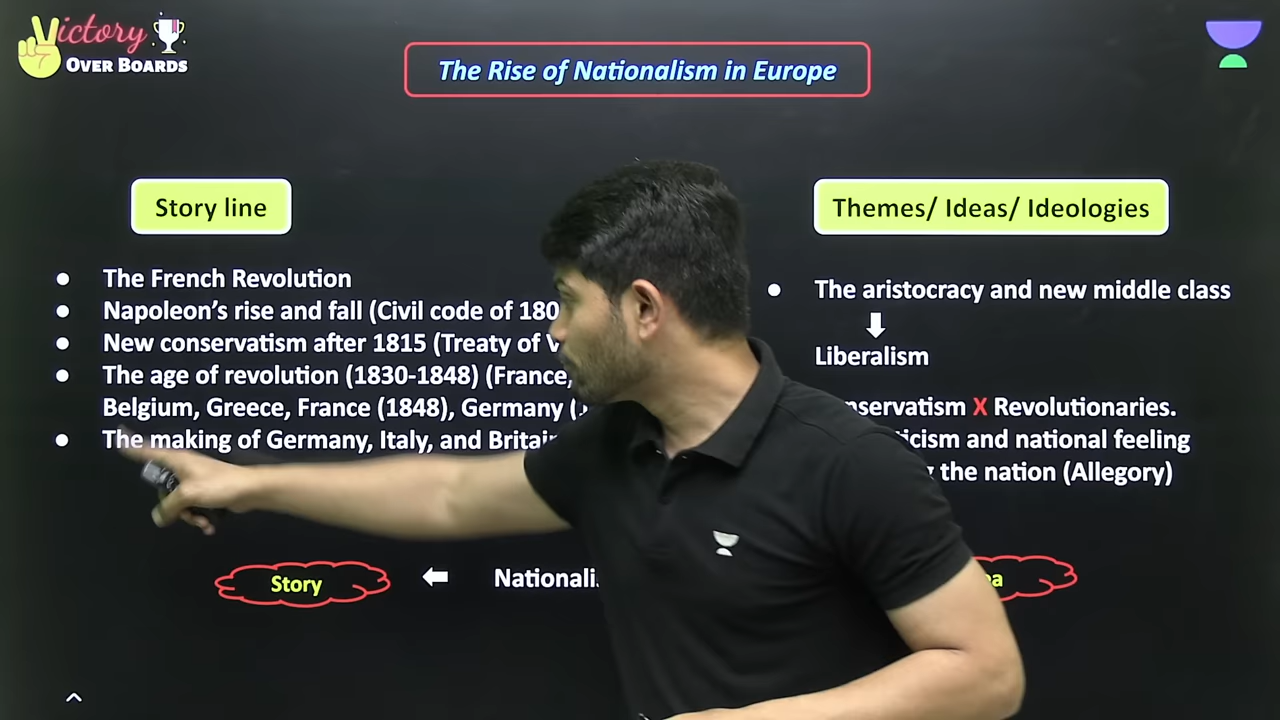 Victory
OVER BOARDS
The Rise of Nationalism in Europe
Story line
● The French Revolution
● Napoleon’s rise and fall (Civil code of 180
● New conservatism after 1815 (Treaty of V
● The age of revolution (1830-1848) (France,
Belgium, Greece, France (1848), Germany (
● The making of Germany, Italy, and Britain
Story
⬅ Nationalis
Themes/ Ideas/ Ideologies
● The aristocracy and new middle class
⬇
Liberalism
nservatism X Revolutionaries.
icism and national feeling
the nation (Allegory)